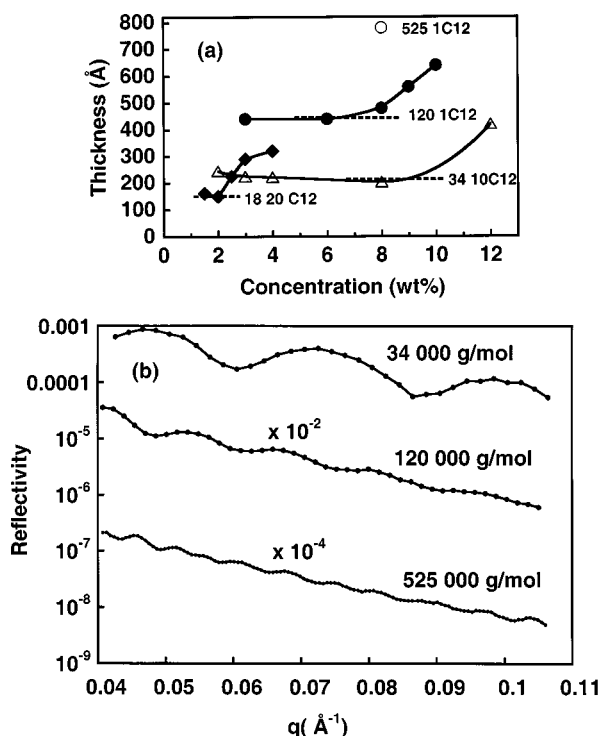 (a)
Thickness (Å)
800
700
600
500
400
300
200
100
0
525 1C12
120 1C12
34 10C12
18 20 C12
0 2 4 6 8 10 12
Concentration (wt%)
(b)
Reflectivity
0.001
0.0001
10⁻⁵
10⁻⁶
10⁻⁷
10⁻⁸
10⁻⁹
34 000 g/mol
x 10⁻²
120 000 g/mol
x 10⁻⁴
525 000 g/mol
0.04 0.05 0.06 0.07 0.08 0.09 0.1 0.11
q( Å⁻¹)